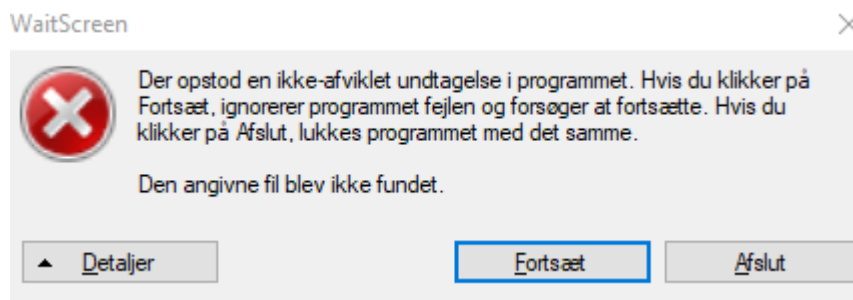 WaitScreen
Der opstod en ikke-afviklet undtagelse i programmet. Hvis du klikker på
Fortsæt, ignorerer programmet fejlen og forsøger at fortsætte. Hvis du
klikker på Afslut, lukkes programmet med det samme.
Den angivne fil blev ikke fundet.
Detaljer
Fortsæt
Afslut